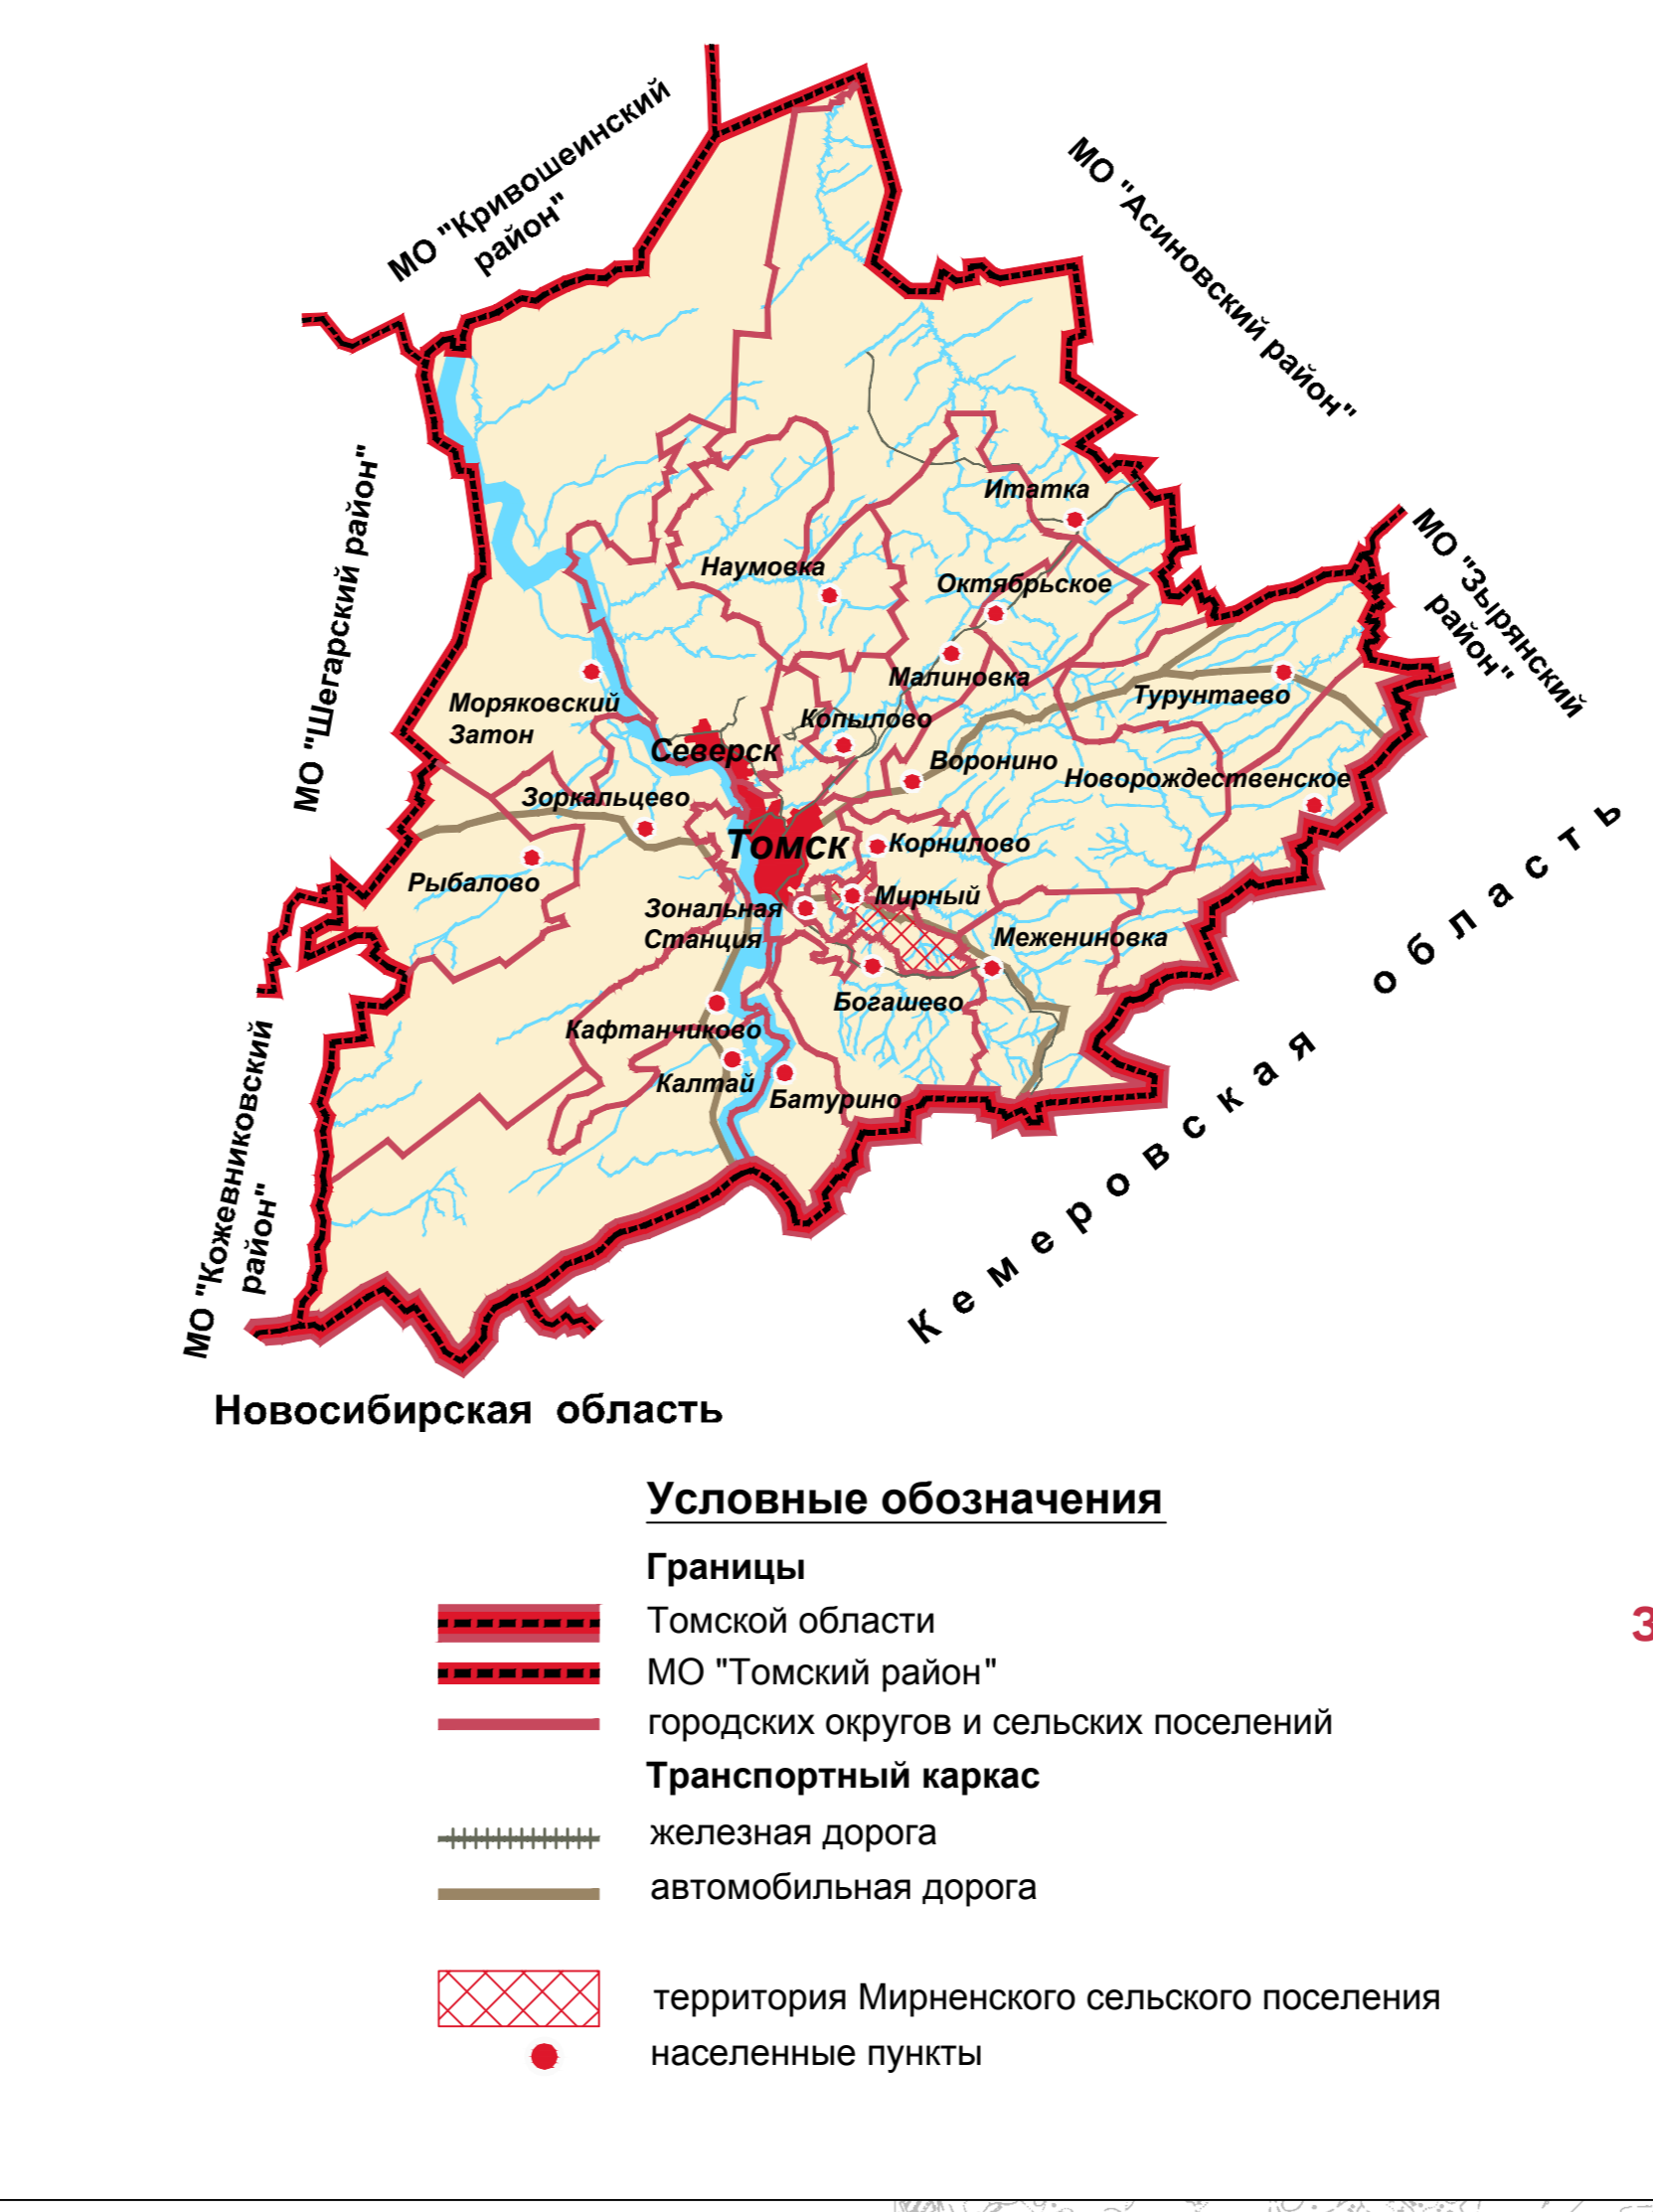 МО "Кривошеинский
район"
МО "Асиновский район"
МО "Шегарский район"
МО "Зырянский
район"
Итатка
Наумовка
Октябрьское
Малиновка
Турунтаево
Моряковский
Затон
Копылово
Северск
Воронино
Новорождественское
Зоркальцево
Томск
Корнилово
Рыбалово
Мирный
Зональная
Станция
Межениновка
Богашево
Кафтанчиково
Калтай
Батурино
МО "Кожевниковский
район"
Кемеровская область
Новосибирская область
Условные обозначения
Границы
Томской области
З
МО "Томский район"
городских округов и сельских поселений
Транспортный каркас
железная дорога
автомобильная дорога
территория Мирненского сельского поселения
населенные пункты